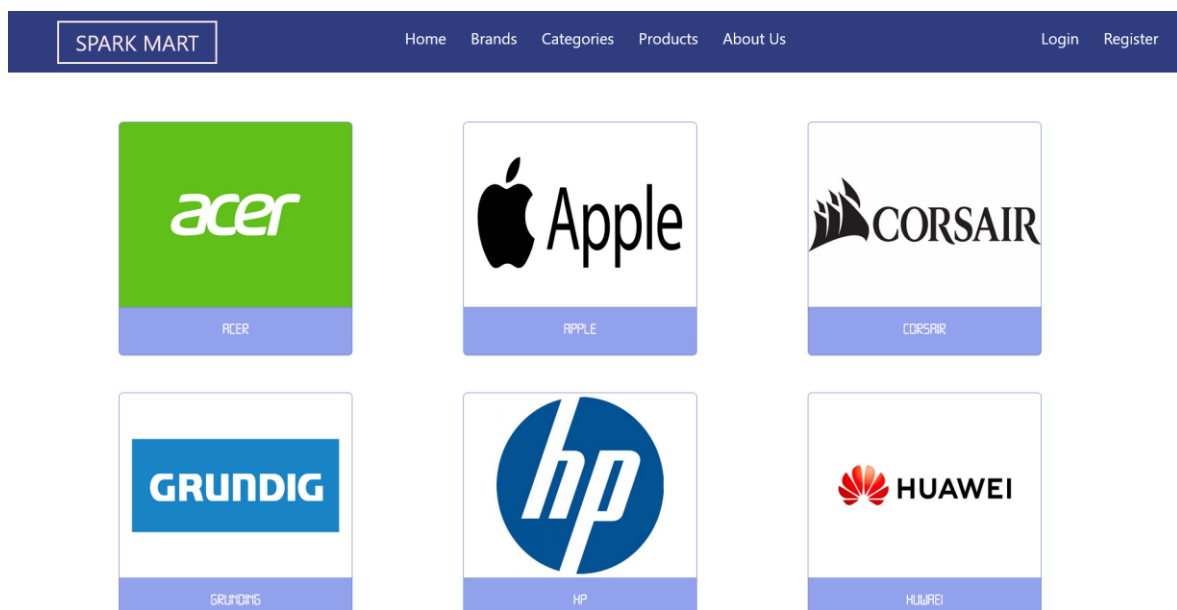 SPARK MART
Home Brands Categories Products About Us
Login Register
acer
Apple
CORSAIR
ACER
APPLE
CORSAIR
GRUNDIG
hp
HUAWEI
GRUNDING
HP
HUWAEI